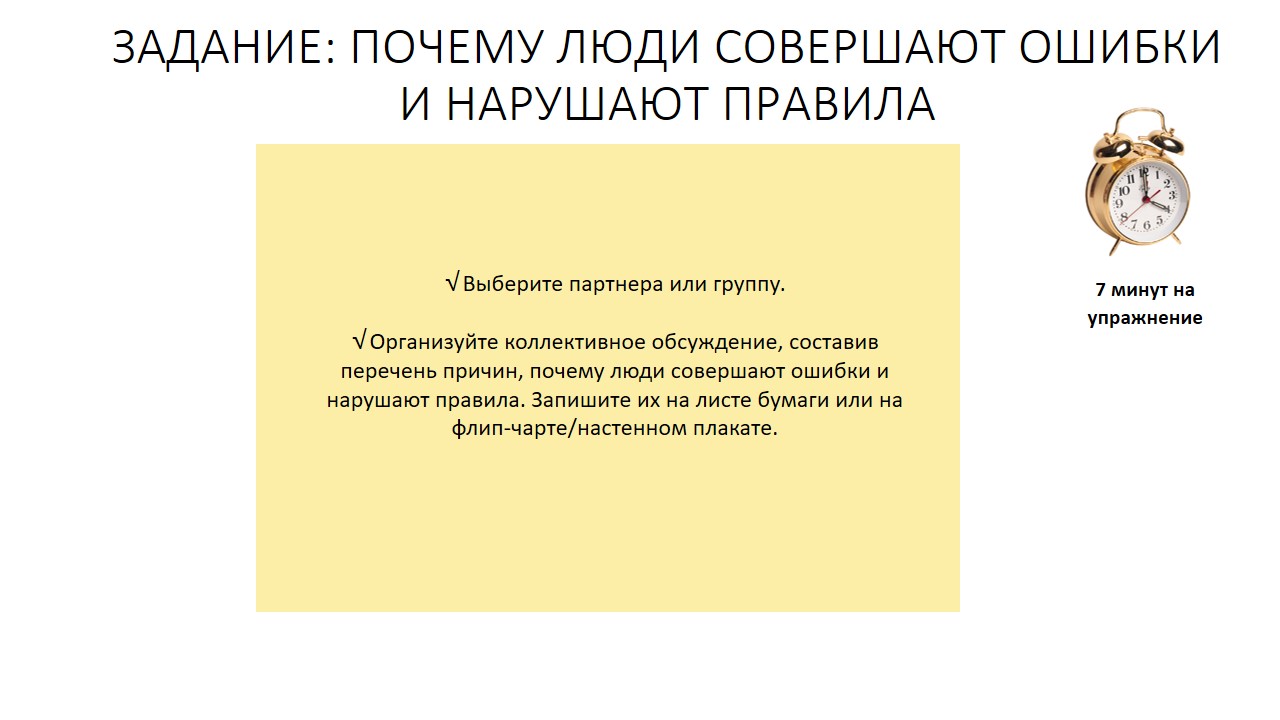 ЗАДАНИЕ: ПОЧЕМУ ЛЮДИ СОВЕРШАЮТ ОШИБКИ
И НАРУШАЮТ ПРАВИЛА
√ Выберите партнера или группу.
√ Организуйте коллективное обсуждение, составив
перечень причин, почему люди совершают ошибки и
нарушают правила. Запишите их на листе бумаги или на
флип-чарте/настенном плакате.
7 минут на
упражнение